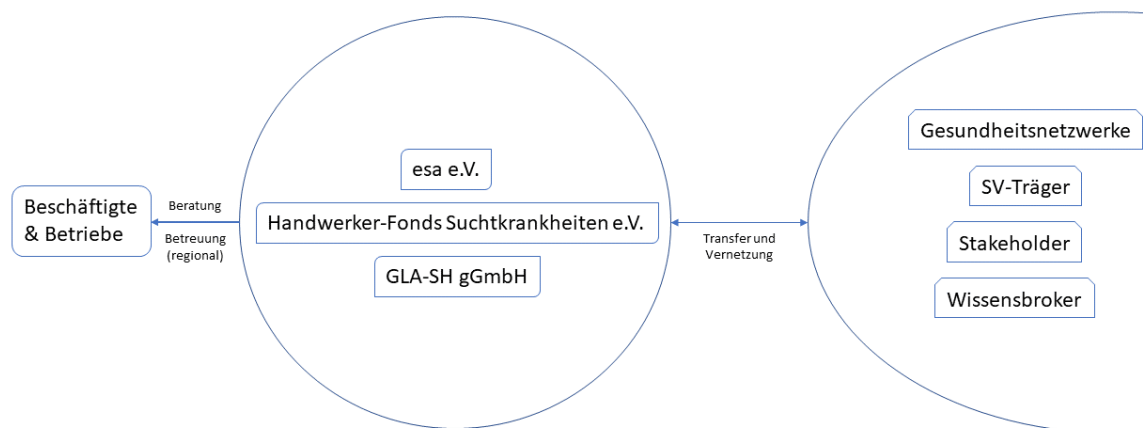 Beschäftigte
& Betriebe
Beratung
Betreuung
(regional)
esa e.V.
Handwerker-Fonds Suchtkrankheiten e.V.
GLA-SH gGmbH
Transfer und
Vernetzung
Gesundheitsnetzwerke
SV-Träger
Stakeholder
Wissensbroker